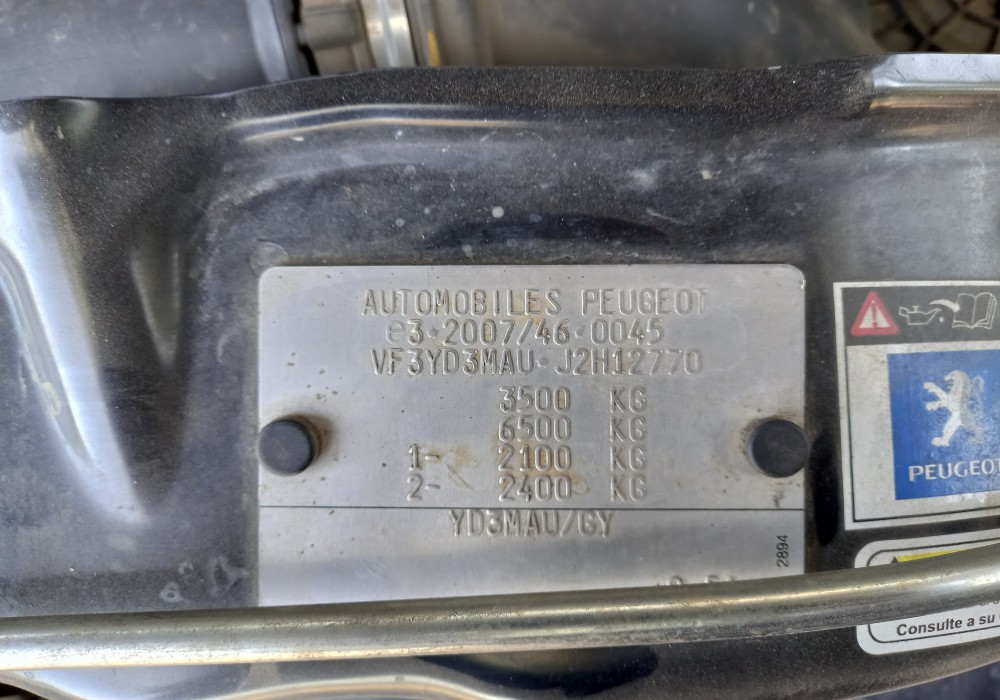 AUTOMOBILES PEUGEOT
e3*2007/46*0045
VF3YD3MAU-J2H12770
3500 KG
6500 KG
1- 2100 KG
2- 2400 KG
YD3MAU/GY
2894
PEUGEOT
Consulte a su